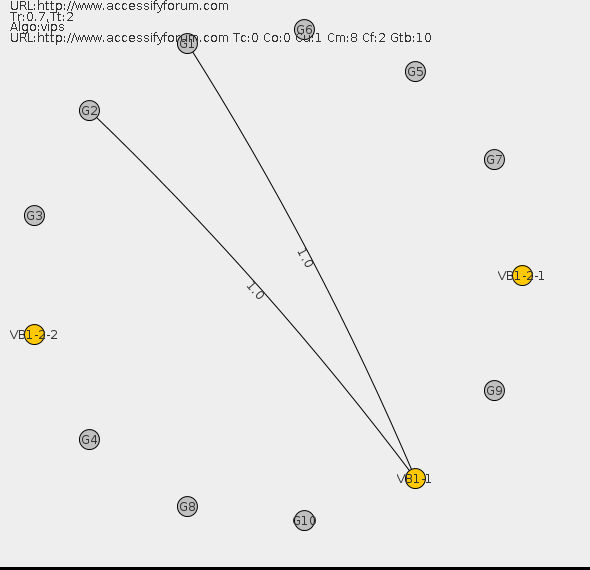 URL:http://www.accessifyforum.com
Tr:0.7,Tt:2
Algo:vips
URL:http://www.accessifyforum.com Tc:0 Co:0 Cu:1 Cm:8 Cf:2 Gtb:10
G6
G1
G5
G2
G7
G3
1.0
VB1-2-1
1.0
VB1-2-2
G9
G4
VB1-1
G8
G10